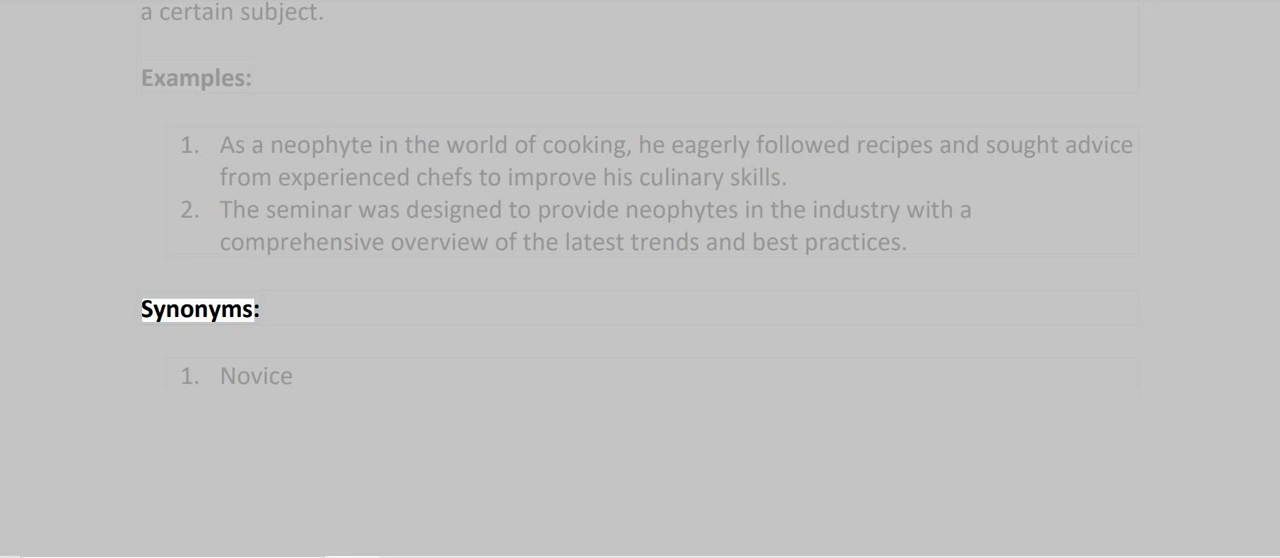 a certain subject.
Examples:
1. As a neophyte in the world of cooking, he eagerly followed recipes and sought advice
from experienced chefs to improve his culinary skills.
2. The seminar was designed to provide neophytes in the industry with a
comprehensive overview of the latest trends and best practices.
Synonyms:
1. Novice